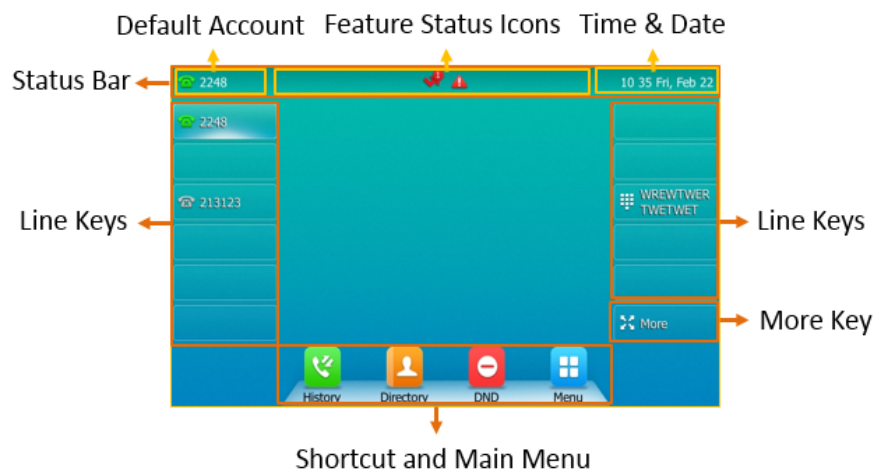 Default Account Feature Status Icons Time & Date
Status Bar
2248
10 35 Fri, Feb 22
2248
213123
WREWTWER
TWETWET
Line Keys
Line Keys
More
More Key
History Directory DND Menu
Shortcut and Main Menu